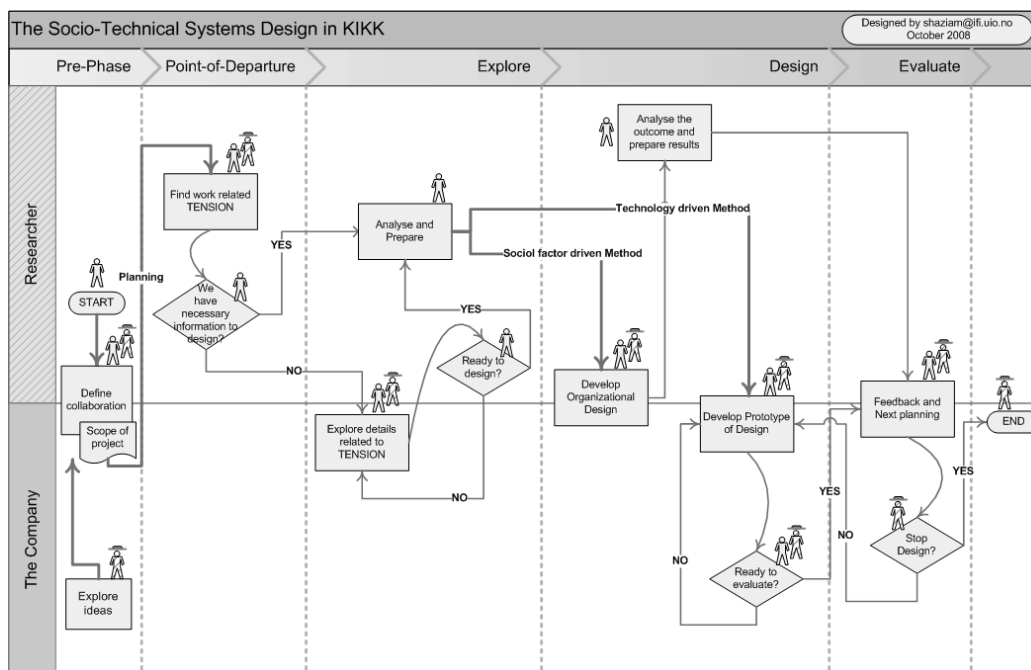 The Socio-Technical Systems Design in KIKK
Designed by shaziam@ifi.uio.no
October 2008
Pre-Phase
Point-of-Departure
Explore
Design
Evaluate
Researcher
The Company
START
Define
collaboration
Scope of
project
Explore
ideas
Planning
Find work related
TENSION
We
have
necessary
information to
design?
YES
NO
Analyse and
Prepare
YES
Ready to
design?
Explore details
related to
TENSION
NO
Technology driven Method
Sociol factor driven Method
Analyse the
outcome and
prepare results
Develop
Organizational
Design
Develop Prototype
of Design
NO
Ready to
evaluate?
YES
Feedback and
Next planning
NO
Stop
Design?
YES
END